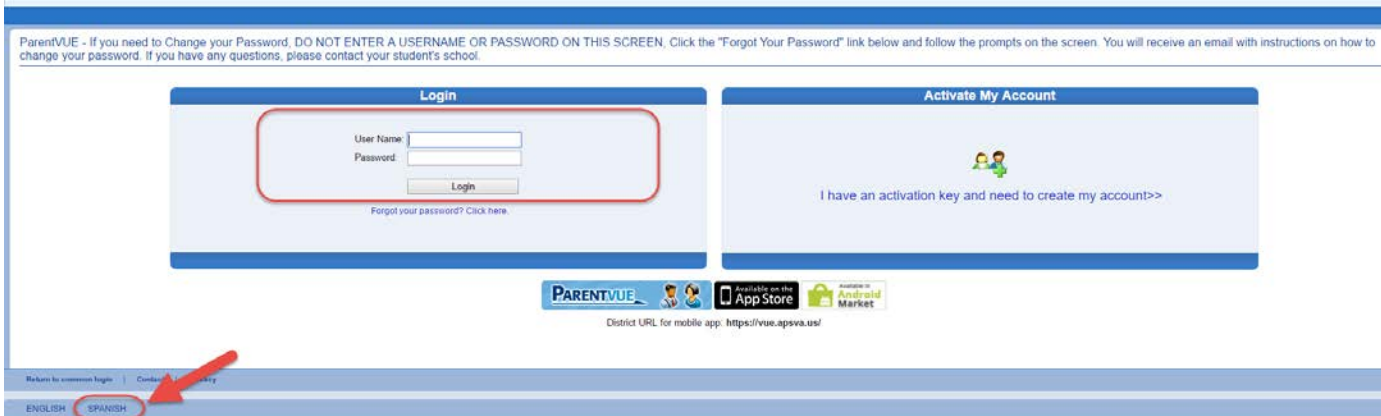 ParentVUE - If you need to Change your Password, DO NOT ENTER A USERNAME OR PASSWORD ON THIS SCREEN, Click the "Forgot Your Password" link below and follow the prompts on the screen. You will receive an email with instructions on how to
change your password. If you have any questions, please contact your student's school.
Login
User Name:
Password:
Login
Forgot your password? Click here.
Activate My Account
I have an activation key and need to create my account>>
PARENTVUE
Available on the
App Store
Available in
Android
Market
District URL for mobile app: https://vue.apsva.us/
Return to common login |
ENGLISH SPANISH